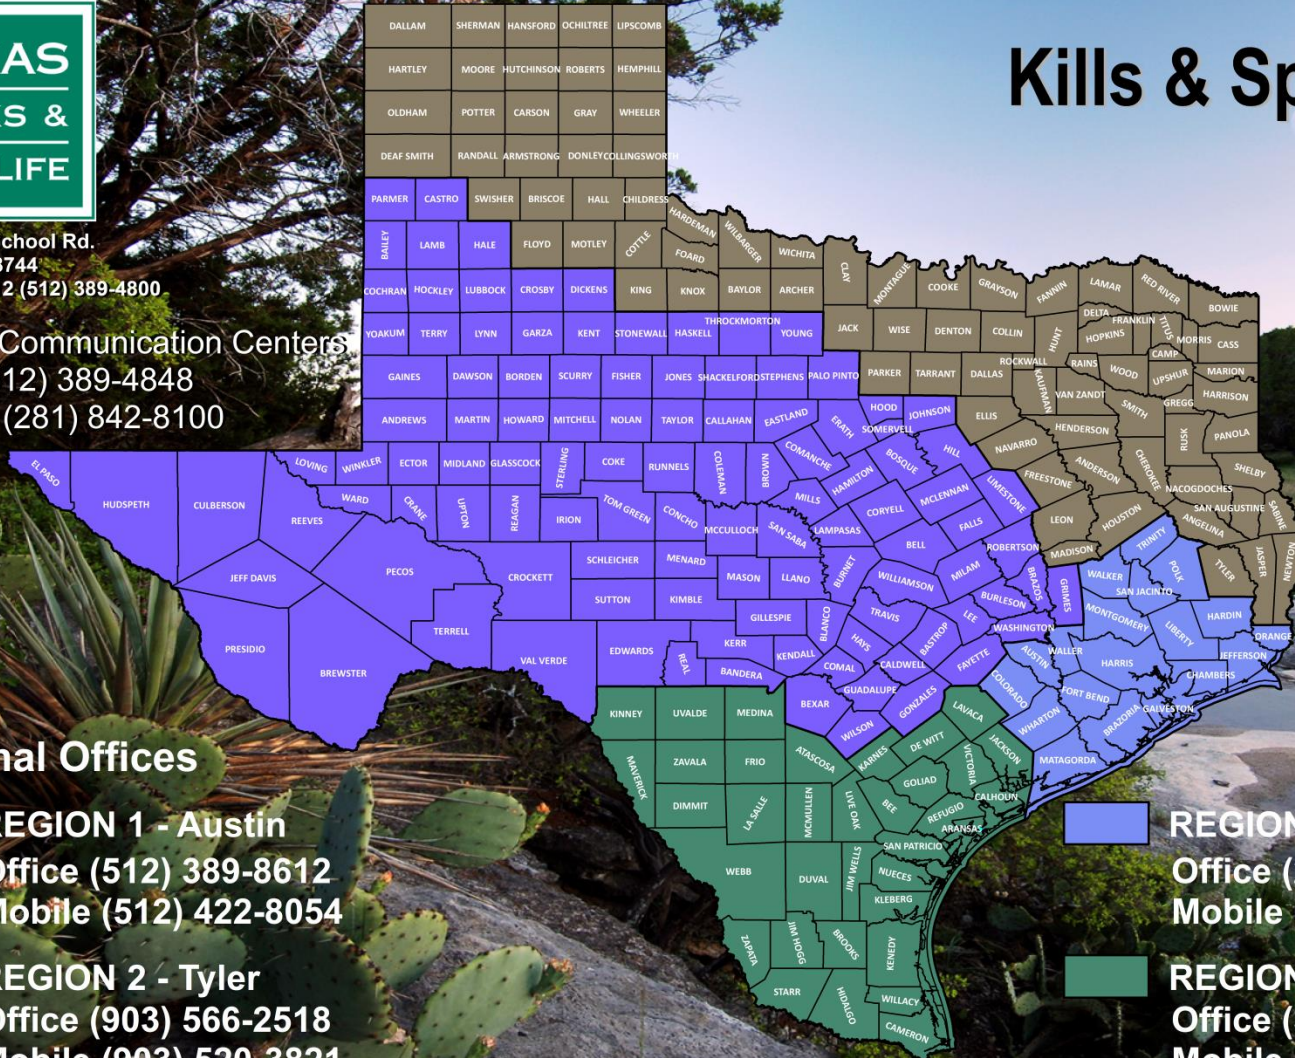 AS
S &
LIFE
chool Rd.
8744
2 (512) 389-4800
Communication Centers
12) 389-4848
(281) 842-8100
Kills & Sp
DALLAM SHERMAN HANSFORD OCHILTREE LIPSCOMB
HARTLEY MOORE HUTCHINSON ROBERTS HEMPHILL
OLDHAM POTTER CARSON GRAY WHEELER
DEAF SMITH RANDALL ARMSTRONG DONLEY COLLINGSWORTH
PARMER CASTRO SWISHER BRISCOE HALL CHILDRESS
HARDEMAN WILBARGER
BAILEY LAMB HALE FLOYD MOTLEY COTTLE FOARD WICHITA CLAY MONTAGUE COOKE GRAYSON FANNIN LAMAR RED RIVER BOWIE
COCHRAN HOCKLEY LUBBOCK CROSBY DICKENS KING KNOX BAYLOR ARCHER
DELTA FRANKLIN TITUS MORRIS CASS
YOAKUM TERRY LYNN GARZA KENT STONEWALL HASKELL THROCKMORTON YOUNG JACK WISE DENTON COLLIN HUNT HOPKINS CAMP
ROCKWALL RAINS WOOD UPSHUR MARION
GAINES DAWSON BORDEN SCURRY FISHER JONES SHACKELFORD STEPHENS PALO PINTO PARKER TARRANT DALLAS KAUFMAN VAN ZANDT SMITH GREGG HARRISON
ANDREWS MARTIN HOWARD MITCHELL NOLAN TAYLOR CALLAHAN EASTLAND ERATH HOOD SOMERVELL JOHNSON ELLIS HENDERSON RUSK PANOLA
NAVARRO
EL PASO LOVING WINKLER ECTOR MIDLAND GLASSCOCK STERLING COKE RUNNELS COLEMAN BROWN COMANCHE HAMILTON BOSQUE HILL FREESTONE ANDERSON CHEROKEE SHELBY
HUDSPETH CULBERSON REEVES WARD CRANE UPTON REAGAN IRION TOM GREEN CONCHO MCCULLOCH SAN SABA MILLS LAMPASAS CORYELL MCLENNAN LIMESTONE LEON HOUSTON NACOGDOCHES SAN AUGUSTINE SABINE ANGELINA
FALLS BELL ROBERTSON MADISON TRINITY
JEFF DAVIS PECOS CROCKETT SCHLEICHER MENARD MASON LLANO BURNET WILLIAMSON MILAM BRAZOS GRIMES WALKER POLK TYLER JASPER NEWTON
SUTTON KIMBLE GILLESPIE BLANCO TRAVIS LEE BURLESON WASHINGTON SAN JACINTO MONTGOMERY LIBERTY HARDIN ORANGE
PRESIDIO BREWSTER TERRELL VAL VERDE EDWARDS REAL KERR BANDERA KENDALL HAYS COMAL CALDWELL BASTROP FAYETTE AUSTIN WALLER HARRIS JEFFERSON CHAMBERS
BEXAR GUADALUPE GONZALES COLORADO FORT BEND GALVESTON
KINNEY UVALDE MEDINA WILSON LAVACA WHARTON BRAZORIA
MAVERICK ZAVALA FRIO ATASCOSA KARNES DE WITT JACKSON MATAGORDA
VICTORIA GOLIAD CALHOUN
DIMMIT LA SALLE MCMULLEN LIVE OAK BEE REFUGIO ARANSAS
SAN PATRICIO
WEBB DUVAL JIM WELLS NUECES
KLEBERG
ZAPATA JIM HOGG BROOKS KENEDY
STARR HIDALGO WILLACY
CAMERON
nal Offices
REGION 1 - Austin
Office (512) 389-8612
Mobile (512) 422-8054
REGION 2 - Tyler
Office (903) 566-2518
Mobile (903) 520-3821
REGION
Office (
Mobile
REGION
Office (
Mobile